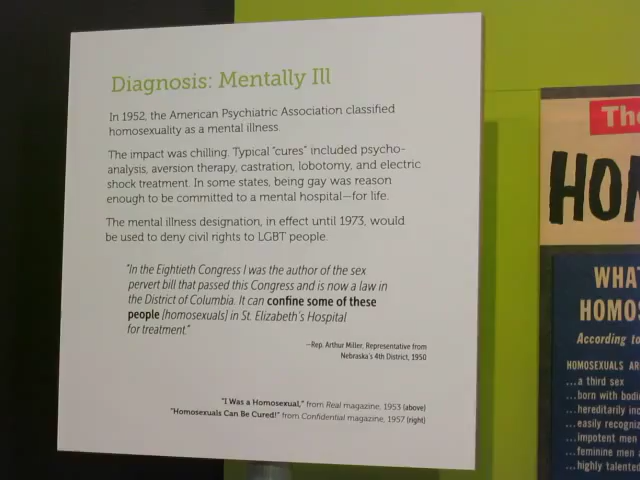 Diagnosis: Mentally Ill
In 1952, the American Psychiatric Association classified
homosexuality as a mental illness.
The impact was chilling. Typical "cures" included psycho-
analysis, aversion therapy, castration, lobotomy, and electric
shock treatment. In some states, being gay was reason
enough to be committed to a mental hospital—for life.
The mental illness designation, in effect until 1973, would
be used to deny civil rights to LGBT people.
"In the Eightieth Congress I was the author of the sex
pervert bill that passed this Congress and is now a law in
the District of Columbia. It can confine some of these
people [homosexuals] in St. Elizabeth's Hospital
for treatment."
—Rep. Arthur Miller, Representative from
Nebraska's 4th District, 1950
"I Was a Homosexual," from Real magazine, 1953 (above)
"Homosexuals Can Be Cured!" from Confidential magazine, 1957 (right)
The
HOM
WHAT
HOMOS
According to
HOMOSEXUALS AR
...a third sex
...born with bodi
...hereditarily inc
...easily recogniz
...impotent men
...feminine men
...highly talented